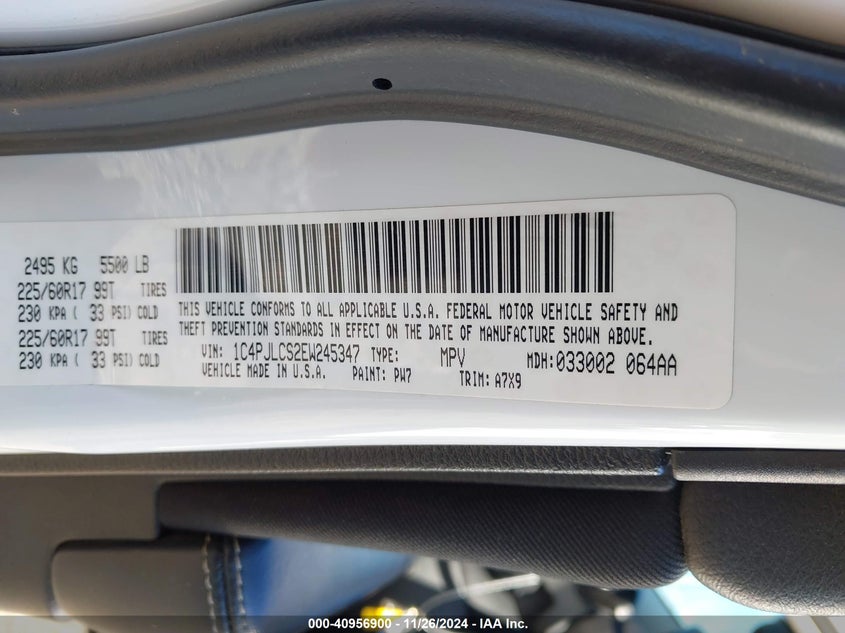 2495 KG 5500 LB
225/60R17 99T TIRES
230 KPA ( 33 PSI) COLD
225/60R17 99T TIRES
230 KPA ( 33 PSI) COLD
THIS VEHICLE CONFORMS TO ALL APPLICABLE U.S.A. FEDERAL MOTOR VEHICLE SAFETY AND
THEFT PREVENTION STANDARDS IN EFFECT ON THE DATE OF MANUFACTURE SHOWN ABOVE.
VIN: 1C4PJLCS2EW245347 TYPE: MPV MDH:033002 064AA
VEHICLE MADE IN U.S.A. PAINT: PW7 TRIM: A7X9
000-40956900 - 11/26/2024 - IAA Inc.